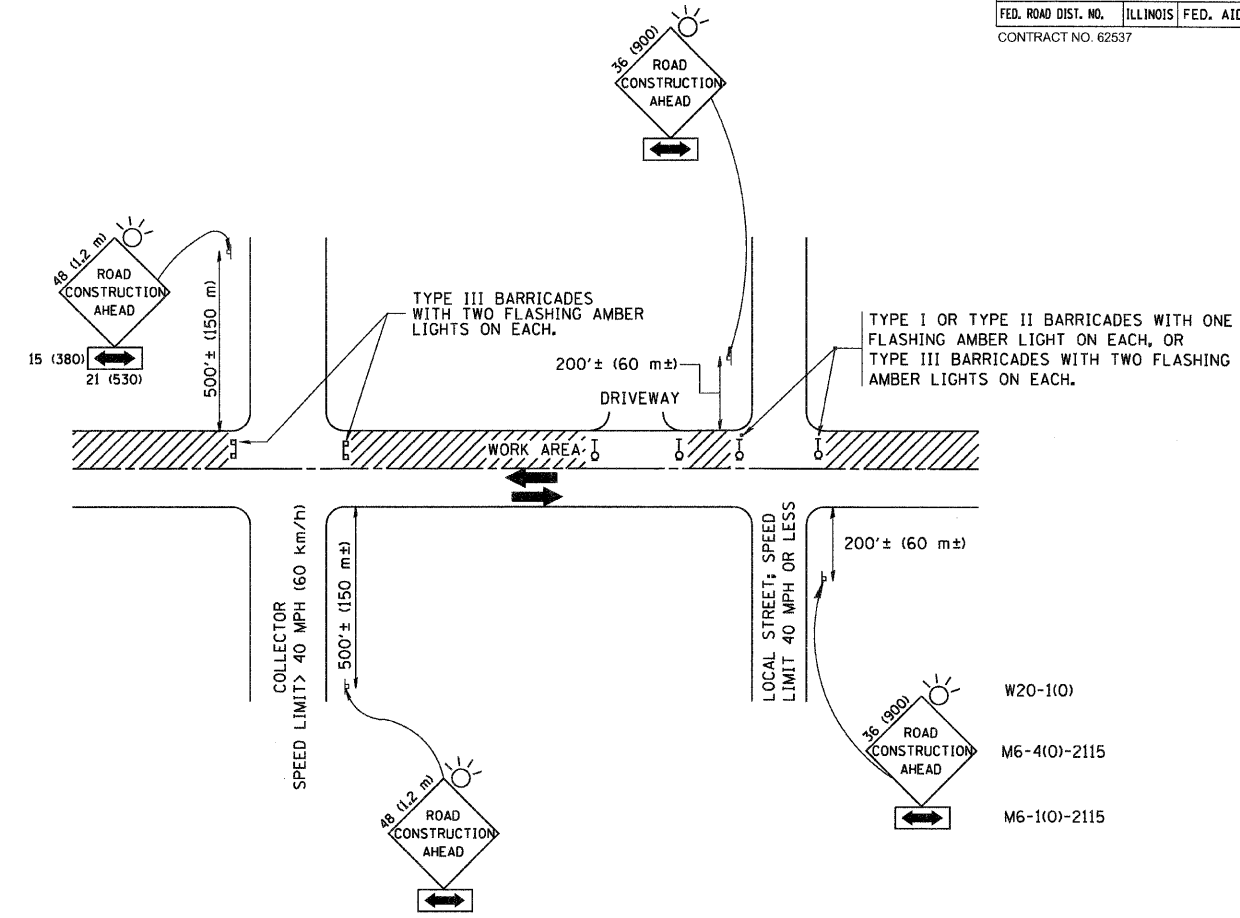 FED. ROAD DIST. NO. ILLINOIS FED. AID
CONTRACT NO. 62537
36 (900)
ROAD
CONSTRUCTION
AHEAD
48 (1.2 m)
ROAD
CONSTRUCTION
AHEAD
15 (380)
21 (530)
500'± (150 m)
TYPE III BARRICADES
WITH TWO FLASHING AMBER
LIGHTS ON EACH.
200'± (60 m±)
DRIVEWAY
TYPE I OR TYPE II BARRICADES WITH ONE
FLASHING AMBER LIGHT ON EACH, OR
TYPE III BARRICADES WITH TWO FLASHING
AMBER LIGHTS ON EACH.
WORK AREA
COLLECTOR
SPEED LIMIT> 40 MPH (60 km/h)
500'± (150 m±)
LOCAL STREET; SPEED
LIMIT 40 MPH OR LESS
200'± (60 m±)
48 (1.2 m)
ROAD
CONSTRUCTION
AHEAD
36 (900)
ROAD
CONSTRUCTION
AHEAD
W20-1(O)
M6-4(O)-2115
M6-1(O)-2115